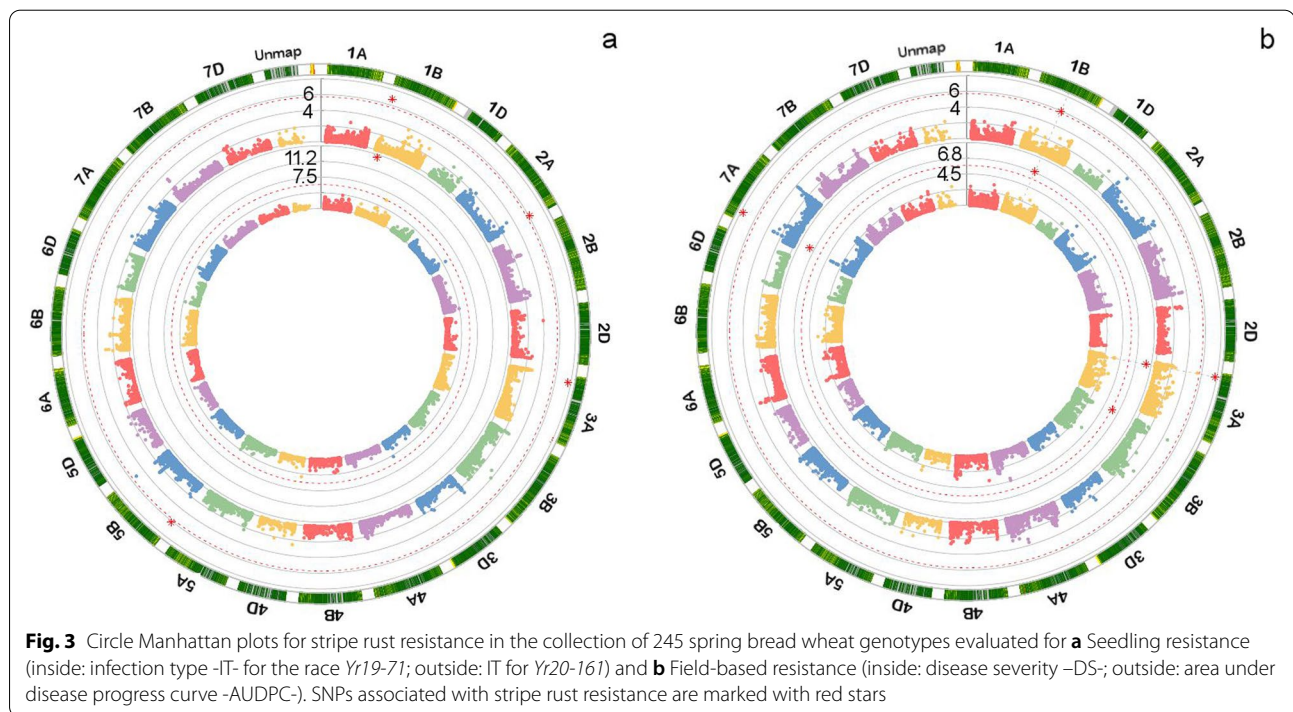 a
Unmap
1A
1B
1D
2A
2B
2D
3A
3B
3D
4A
4B
4D
5A
5B
5D
6A
6B
6D
7A
7B
7D
6
4
11.2
7.5
b
Unmap
1A
1B
1D
2A
2B
2D
3A
3B
3D
4A
4B
4D
5A
5B
5D
6A
6B
6D
7A
7B
7D
6
4
6.8
4.5
Fig. 3 Circle Manhattan plots for stripe rust resistance in the collection of 245 spring bread wheat genotypes evaluated for a Seedling resistance
(inside: infection type -IT- for the race Yr19-71; outside: IT for Yr20-161) and b Field-based resistance (inside: disease severity –DS-; outside: area under
disease progress curve -AUDPC-). SNPs associated with stripe rust resistance are marked with red stars